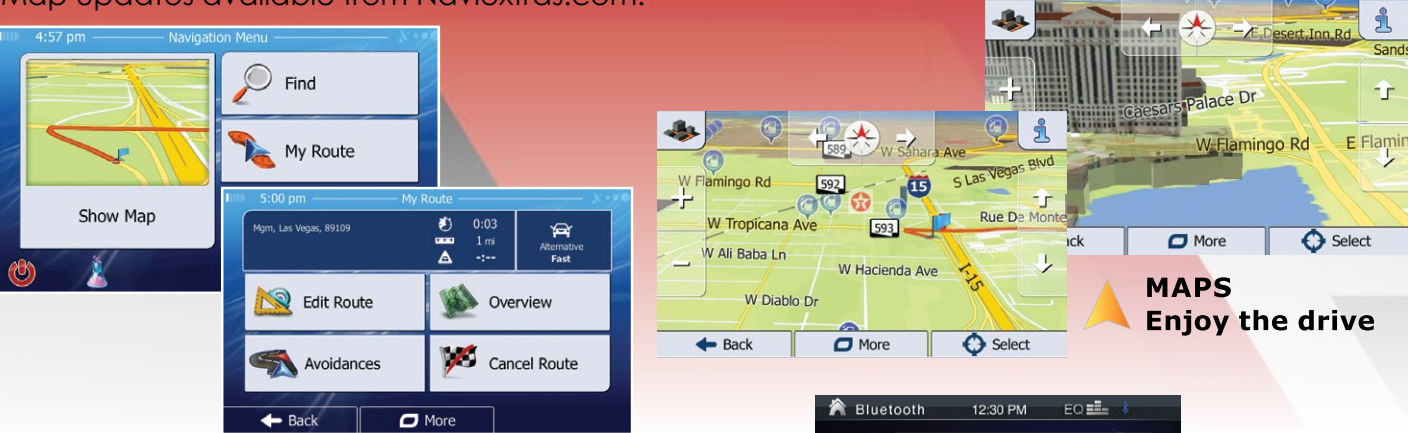 Map updates available from Naviextras.com.
4:57 pm
Navigation Menu
Find
My Route
Show Map
5:00 pm
My Route
Mgm, Las Vegas, 89109
0:03
1 mi
-:--
Alternative
Fast
Edit Route
Overview
Avoidances
Cancel Route
Back
More
589
W Sahara Ave
W Flamingo Rd
592
15
S Las Vegas Blvd
W Tropicana Ave
593
Rue De Monte
W Ali Baba Ln
W Hacienda Ave
I-15
W Diablo Dr
Back
More
Select
E Desert Inn Rd
Sands
Caesars Palace Dr
W Flamingo Rd
E Flamin
ck
More
Select
MAPS
Enjoy the drive
Bluetooth
12:30 PM
EQ